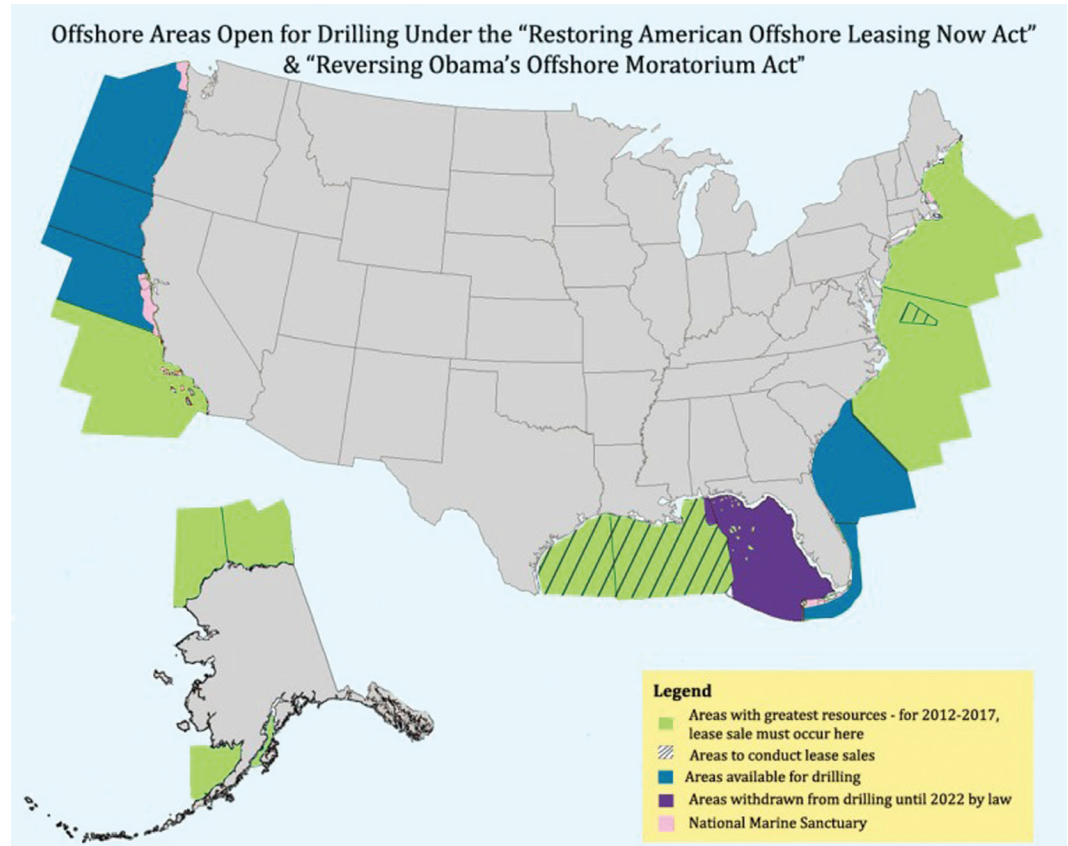 Offshore Areas Open for Drilling Under the “Restoring American Offshore Leasing Now Act”
& “Reversing Obama’s Offshore Moratorium Act”
Legend
Areas with greatest resources - for 2012-2017,
lease sale must occur here
Areas to conduct lease sales
Areas available for drilling
Areas withdrawn from drilling until 2022 by law
National Marine Sanctuary